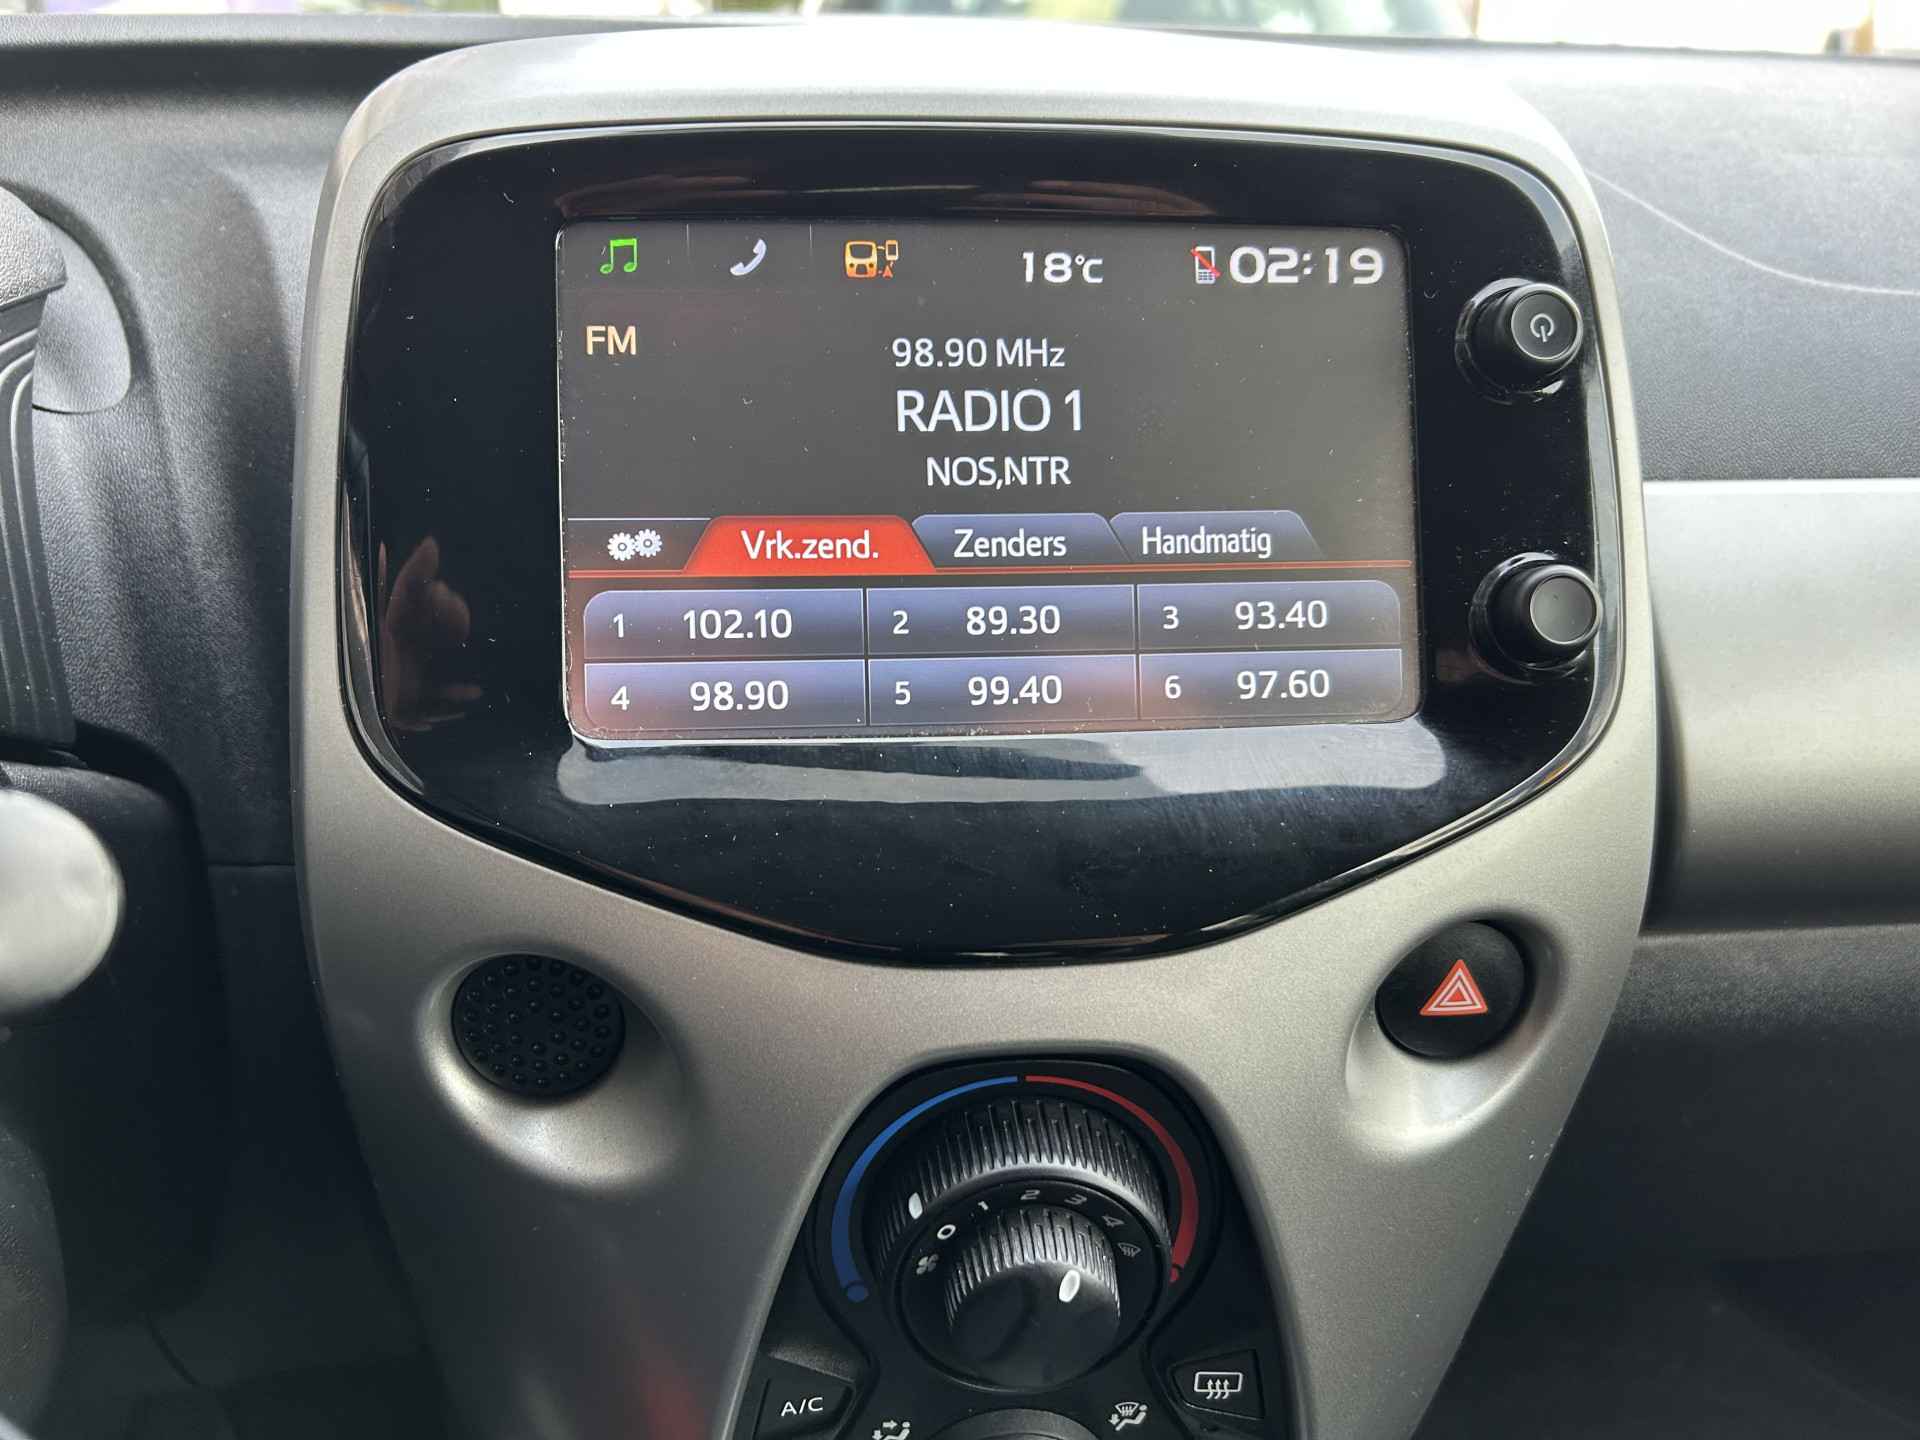 18°C 02:19
FM
98.90 MHz
RADIO 1
NOS,NTR
Vrk.zend. Zenders Handmatig
1 102.10 2 89.30 3 93.40
4 98.90 5 99.40 6 97.60
0 1 2 3 4
A/C